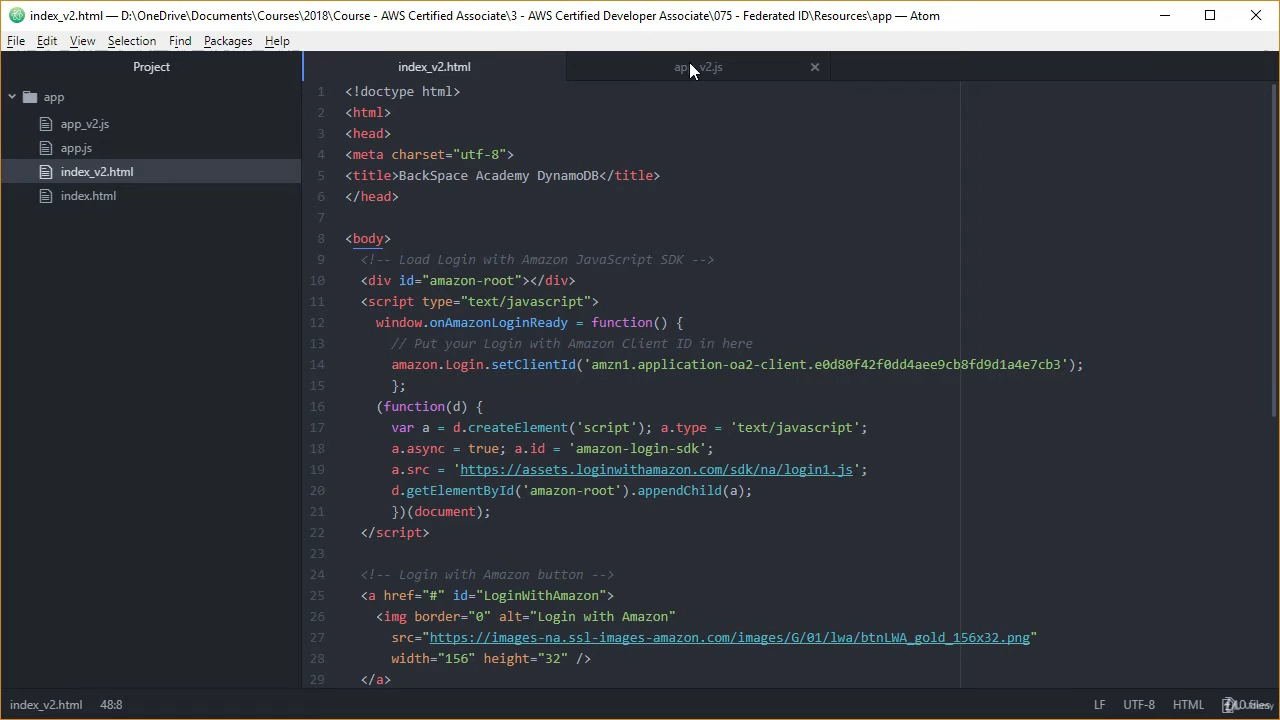 index_v2.html — D:\OneDrive\Documents\Courses\2018\Course - AWS Certified Associate\3 - AWS Certified Developer Associate\075 - Federated ID\Resources\app — Atom
File Edit View Selection Find Packages Help
Project
index_v2.html
app_v2.js
app
app_v2.js
app.js
index_v2.html
index.html
1 <!doctype html>
2 <html>
3 <head>
4 <meta charset="utf-8">
5 <title>BackSpace Academy DynamoDB</title>
6 </head>
7
8 <body>
9 <!-- Load Login with Amazon JavaScript SDK -->
10 <div id="amazon-root"></div>
11 <script type="text/javascript">
12 window.onAmazonLoginReady = function() {
13 // Put your Login with Amazon Client ID in here
14 amazon.Login.setClientId('amzn1.application-oa2-client.e0d80f42f0dd4aee9cb8fd9d1a4e7cb3');
15 };
16 (function(d) {
17 var a = d.createElement('script'); a.type = 'text/javascript';
18 a.async = true; a.id = 'amazon-login-sdk';
19 a.src = 'https://assets.loginwithamazon.com/sdk/na/login1.js';
20 d.getElementById('amazon-root').appendChild(a);
21 })(document);
22 </script>
23
24 <!-- Login with Amazon button -->
25 <a href="#" id="LoginWithAmazon">
26 <img border="0" alt="Login with Amazon"
27 src="https://images-na.ssl-images-amazon.com/images/G/01/lwa/btnLWA_gold_156x32.png"
28 width="156" height="32" />
29 </a>
index_v2.html 48:8 LF UTF-8 HTML files